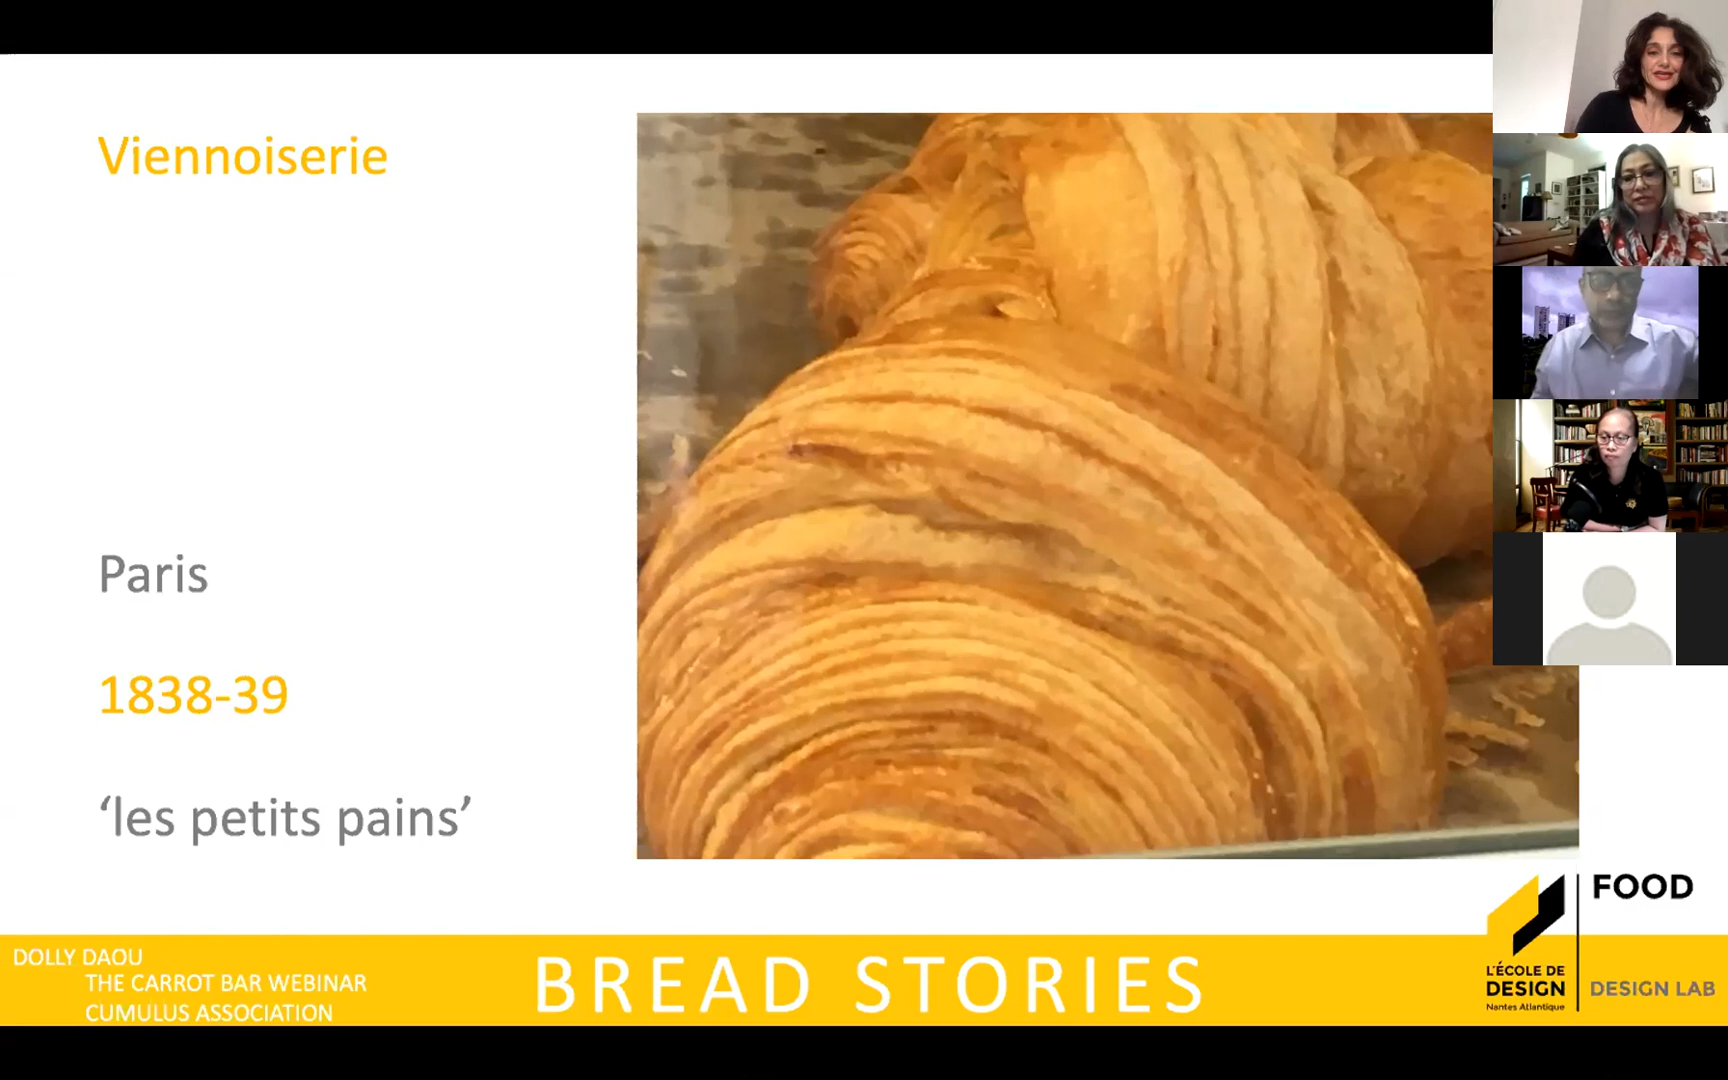 Viennoiserie
Paris
1838-39
‘les petits pains’
DOLLY DAOU
THE CARROT BAR WEBINAR
CUMULUS ASSOCIATION
BREAD STORIES
L'ÉCOLE DE
DESIGN
Nantes Atlantique
FOOD
DESIGN LAB